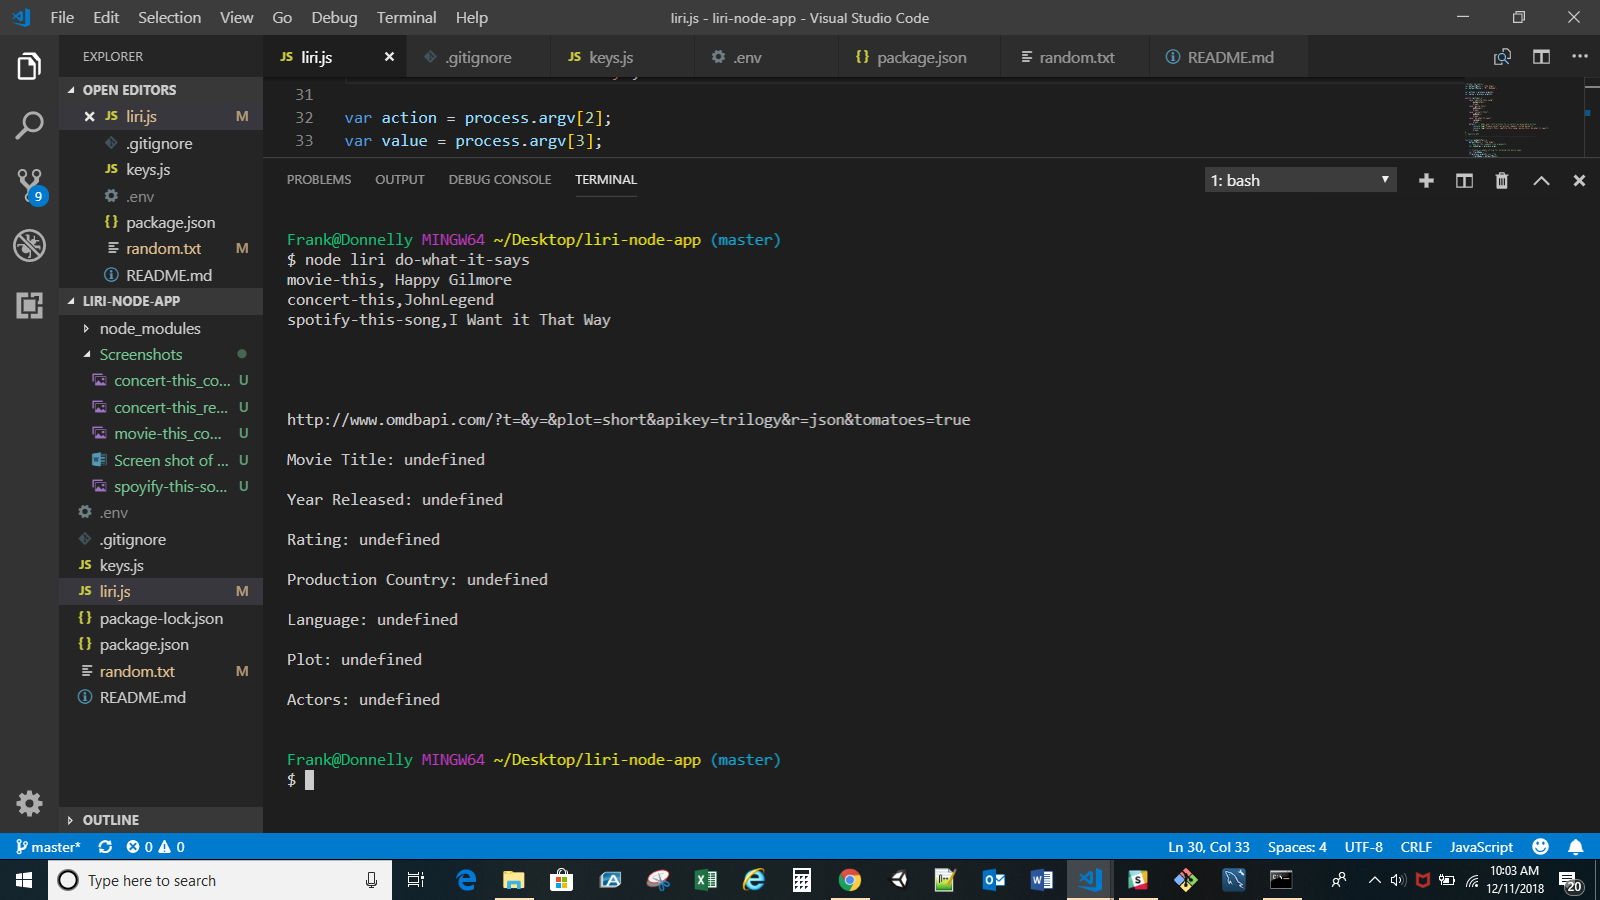 File Edit Selection View Go Debug Terminal Help
liri.js - liri-node-app - Visual Studio Code
EXPLORER
OPEN EDITORS
JS liri.js M
.gitignore
JS keys.js
.env
{} package.json
random.txt M
README.md
LIRI-NODE-APP
node_modules
Screenshots
concert-this_co... U
concert-this_re... U
movie-this_co... U
Screen shot of ... U
spoyify-this-so... U
.env
.gitignore
JS keys.js
JS liri.js M
{} package-lock.json
{} package.json
random.txt M
README.md
OUTLINE
9
JS liri.js .gitignore JS keys.js .env {} package.json random.txt README.md
31
32 var action = process.argv[2];
33 var value = process.argv[3];
PROBLEMS OUTPUT DEBUG CONSOLE TERMINAL 1: bash
Frank@Donnelly MINGW64 ~/Desktop/liri-node-app (master)
$ node liri do-what-it-says
movie-this, Happy Gilmore
concert-this,JohnLegend
spotify-this-song,I Want it That Way
http://www.omdbapi.com/?t=&y=&plot=short&apikey=trilogy&r=json&tomatoes=true
Movie Title: undefined
Year Released: undefined
Rating: undefined
Production Country: undefined
Language: undefined
Plot: undefined
Actors: undefined
Frank@Donnelly MINGW64 ~/Desktop/liri-node-app (master)
$
master* 0 0 Ln 30, Col 33 Spaces: 4 UTF-8 CRLF JavaScript
Type here to search
10:03 AM
12/11/2018
20